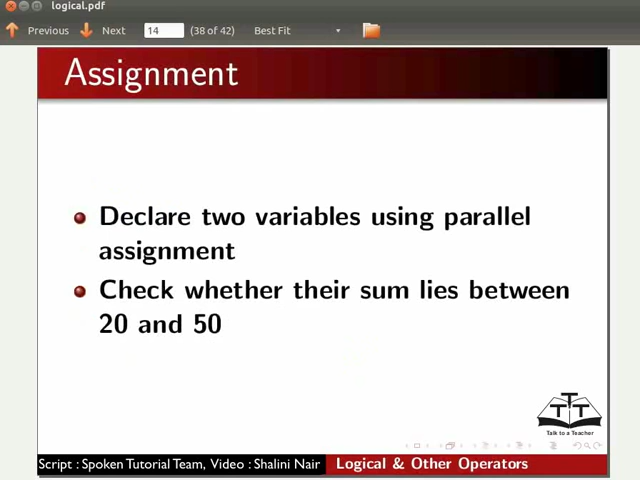 logical.pdf
Previous Next 14 (38 of 42) Best Fit
Assignment
Declare two variables using parallel
assignment
Check whether their sum lies between
20 and 50
T T T
Talk to a Teacher
Script : Spoken Tutorial Team, Video : Shalini Nair Logical & Other Operators